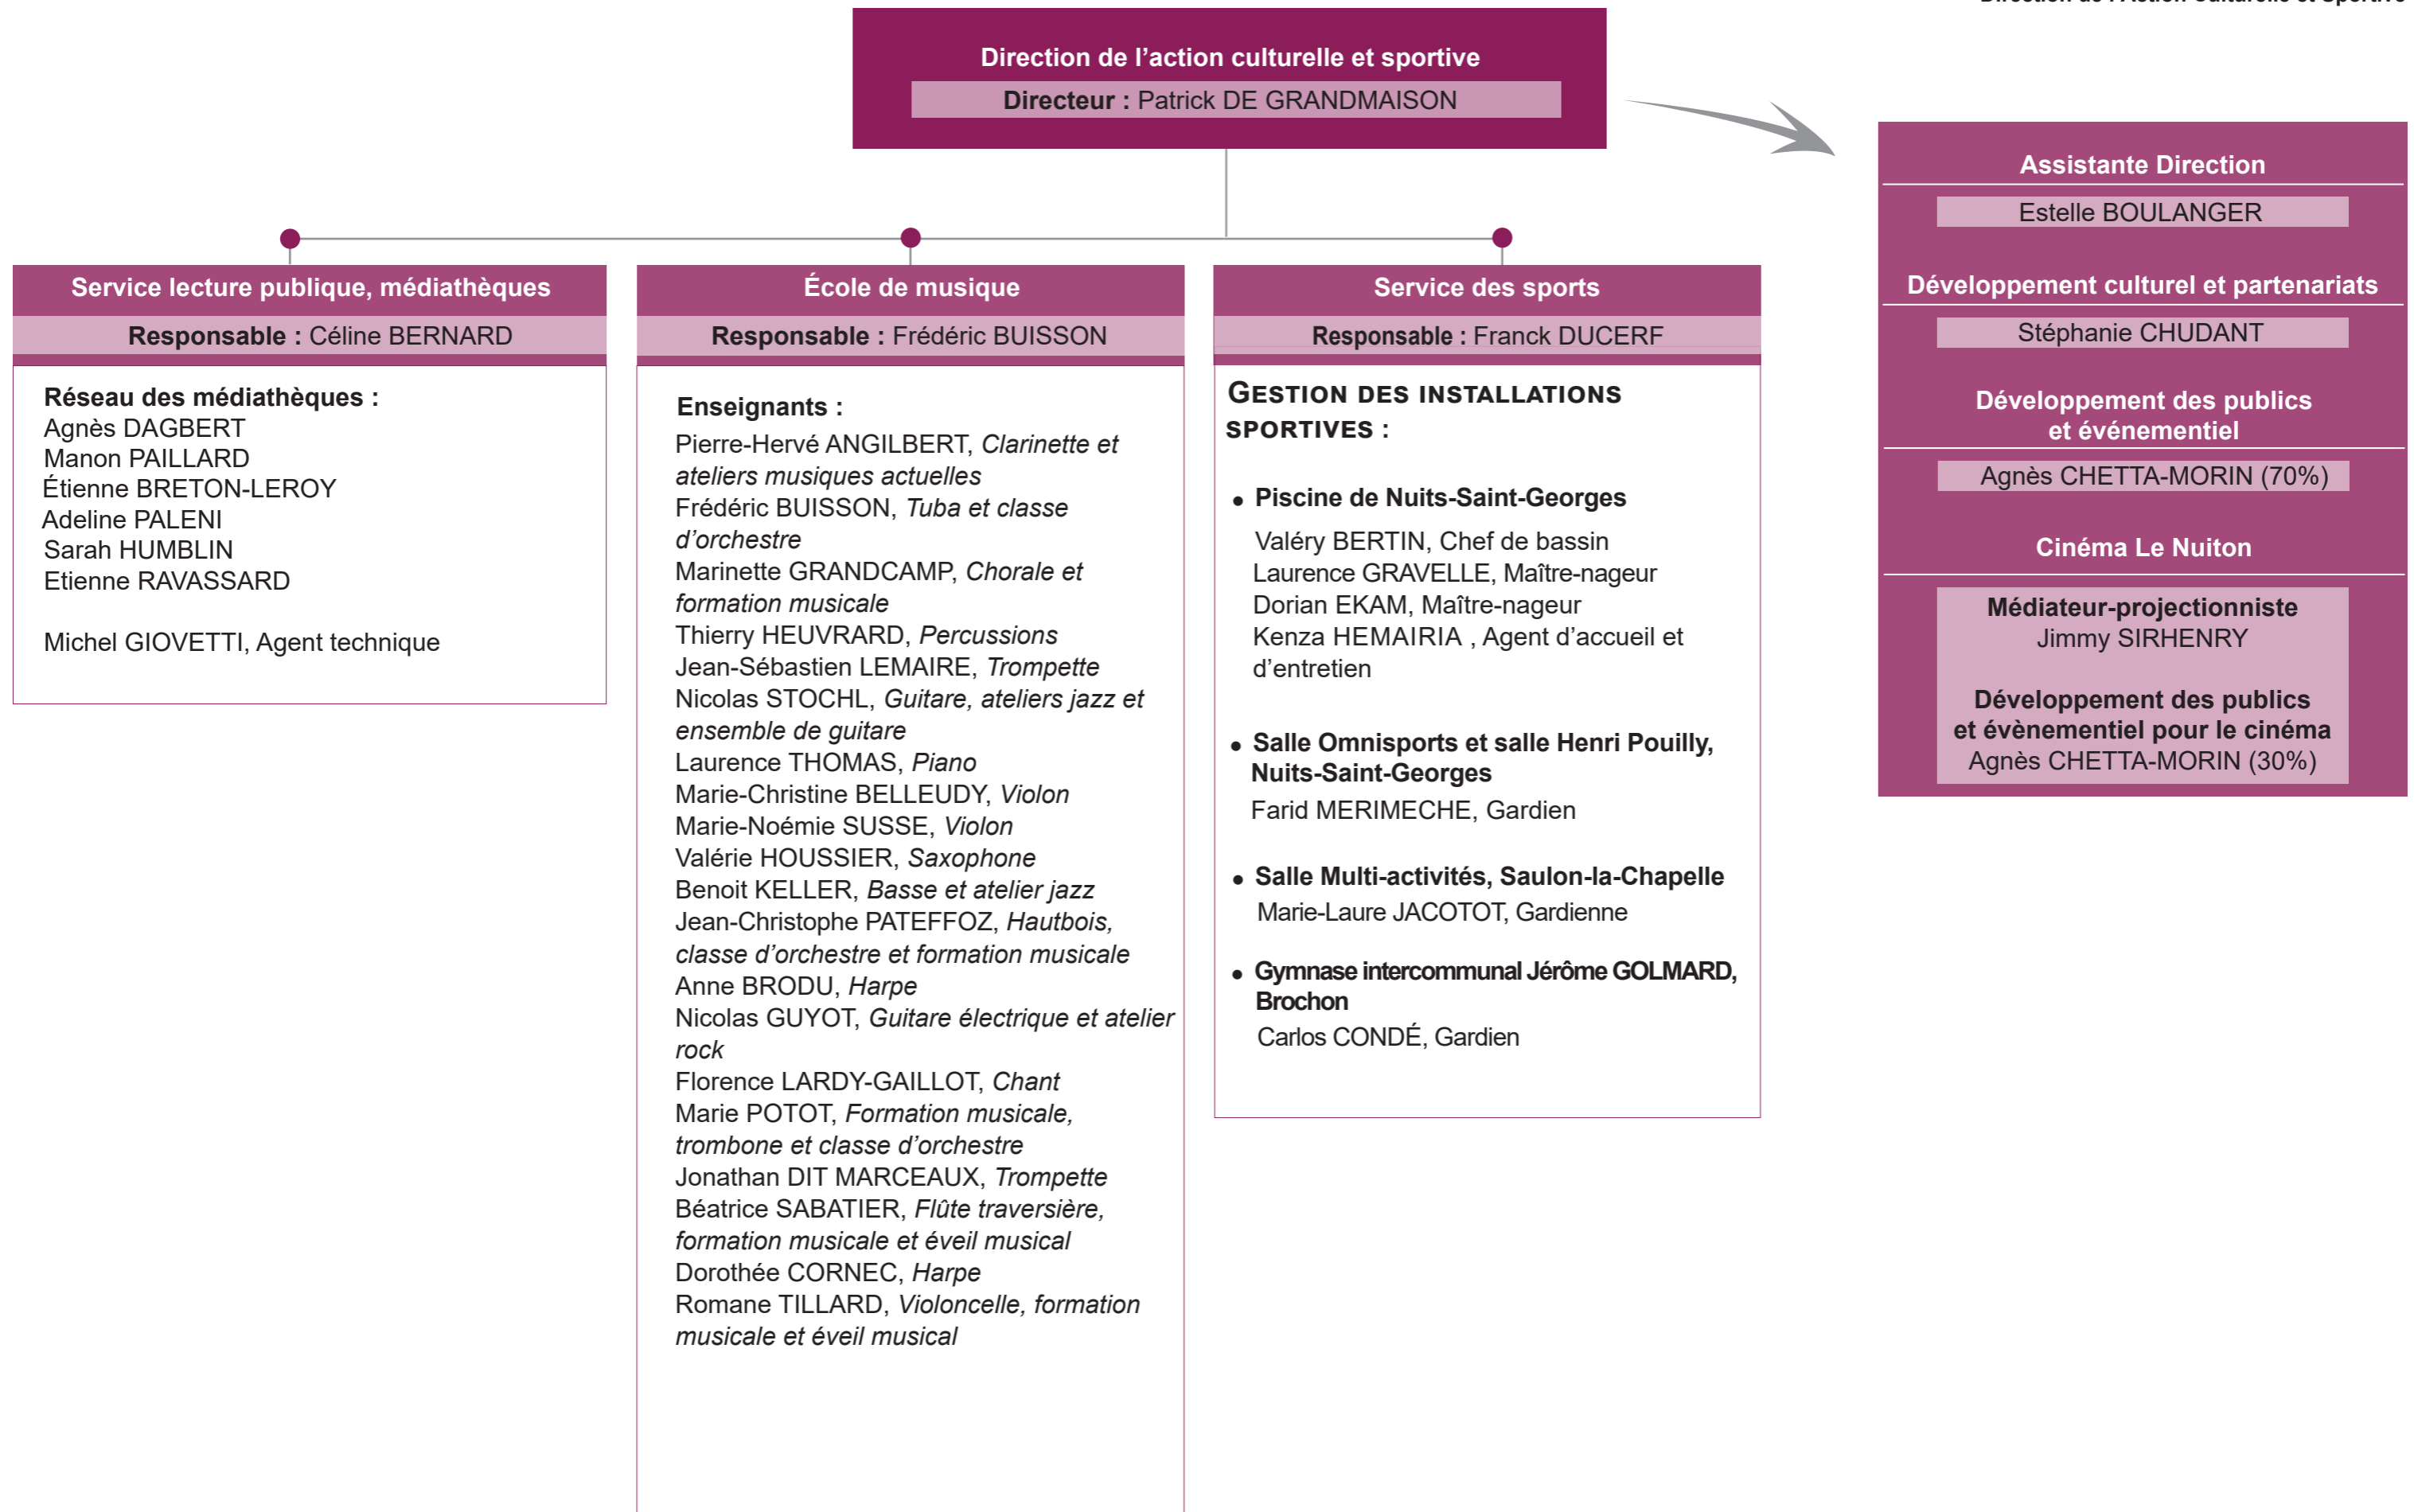 Direction de l'Action Culturelle et Sportive
Direction de l’action culturelle et sportive
Directeur : Patrick DE GRANDMAISON
Service lecture publique, médiathèques
Responsable : Céline BERNARD
Réseau des médiathèques :
Agnès DAGBERT
Manon PAILLARD
Étienne BRETON-LEROY
Adeline PALENI
Sarah HUMBLIN
Etienne RAVASSARD
Michel GIOVETTI, Agent technique
École de musique
Responsable : Frédéric BUISSON
Enseignants :
Pierre-Hervé ANGILBERT, Clarinette et
ateliers musiques actuelles
Frédéric BUISSON, Tuba et classe
d’orchestre
Marinette GRANDCAMP, Chorale et
formation musicale
Thierry HEUVRARD, Percussions
Jean-Sébastien LEMAIRE, Trompette
Nicolas STOCHL, Guitare, ateliers jazz et
ensemble de guitare
Laurence THOMAS, Piano
Marie-Christine BELLEUDY, Violon
Marie-Noémie SUSSE, Violon
Valérie HOUSSIER, Saxophone
Benoit KELLER, Basse et atelier jazz
Jean-Christophe PATEFFOZ, Hautbois,
classe d’orchestre et formation musicale
Anne BRODU, Harpe
Nicolas GUYOT, Guitare électrique et atelier
rock
Florence LARDY-GAILLOT, Chant
Marie POTOT, Formation musicale,
trombone et classe d’orchestre
Jonathan DIT MARCEAUX, Trompette
Béatrice SABATIER, Flûte traversière,
formation musicale et éveil musical
Dorothée CORNEC, Harpe
Romane TILLARD, Violoncelle, formation
musicale et éveil musical
Service des sports
Responsable : Franck DUCERF
GESTION DES INSTALLATIONS
SPORTIVES :
• Piscine de Nuits-Saint-Georges
Valéry BERTIN, Chef de bassin
Laurence GRAVELLE, Maître-nageur
Dorian EKAM, Maître-nageur
Kenza HEMAIRIA , Agent d’accueil et
d’entretien
• Salle Omnisports et salle Henri Pouilly,
Nuits-Saint-Georges
Farid MERIMECHE, Gardien
• Salle Multi-activités, Saulon-la-Chapelle
Marie-Laure JACOTOT, Gardienne
• Gymnase intercommunal Jérôme GOLMARD,
Brochon
Carlos CONDÉ, Gardien
Assistante Direction
Estelle BOULANGER
Développement culturel et partenariats
Stéphanie CHUDANT
Développement des publics
et événementiel
Agnès CHETTA-MORIN (70%)
Cinéma Le Nuiton
Médiateur-projectionniste
Jimmy SIRHENRY
Développement des publics
et évènementiel pour le cinéma
Agnès CHETTA-MORIN (30%)